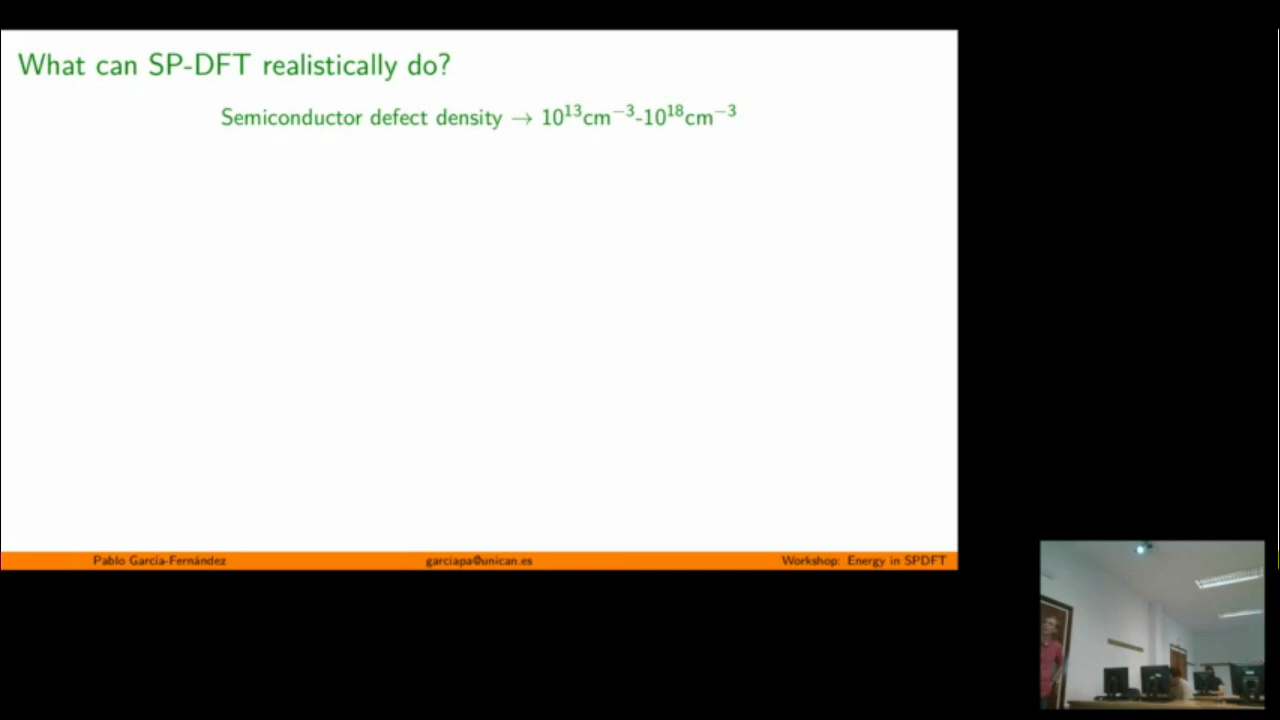 What can SP-DFT realistically do?
Semiconductor defect density → 10¹³cm⁻³-10¹⁸cm⁻³
Pablo García-Fernández garciapa@unican.es Workshop: Energy in SPDFT